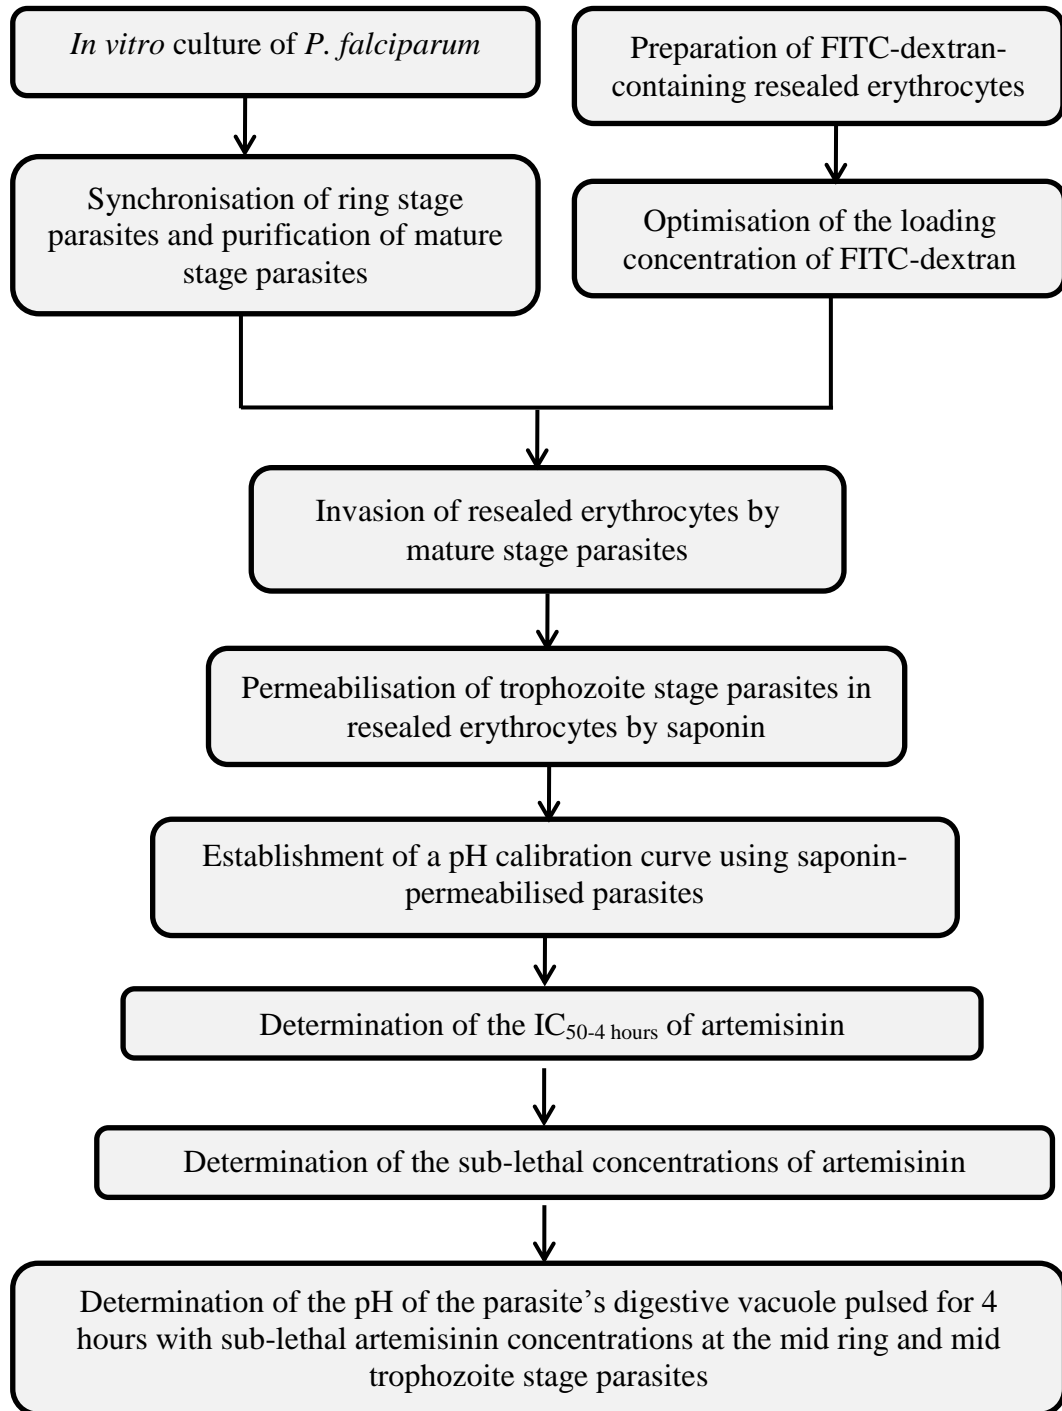 In vitro culture of P. falciparum
Preparation of FITC-dextran-
containing resealed erythrocytes
Synchronisation of ring stage
parasites and purification of mature
stage parasites
Optimisation of the loading
concentration of FITC-dextran
Invasion of resealed erythrocytes by
mature stage parasites
Permeabilisation of trophozoite stage parasites in
resealed erythrocytes by saponin
Establishment of a pH calibration curve using saponin-
permeabilised parasites
Determination of the IC50-4 hours of artemisinin
Determination of the sub-lethal concentrations of artemisinin
Determination of the pH of the parasite’s digestive vacuole pulsed for 4
hours with sub-lethal artemisinin concentrations at the mid ring and mid
trophozoite stage parasites